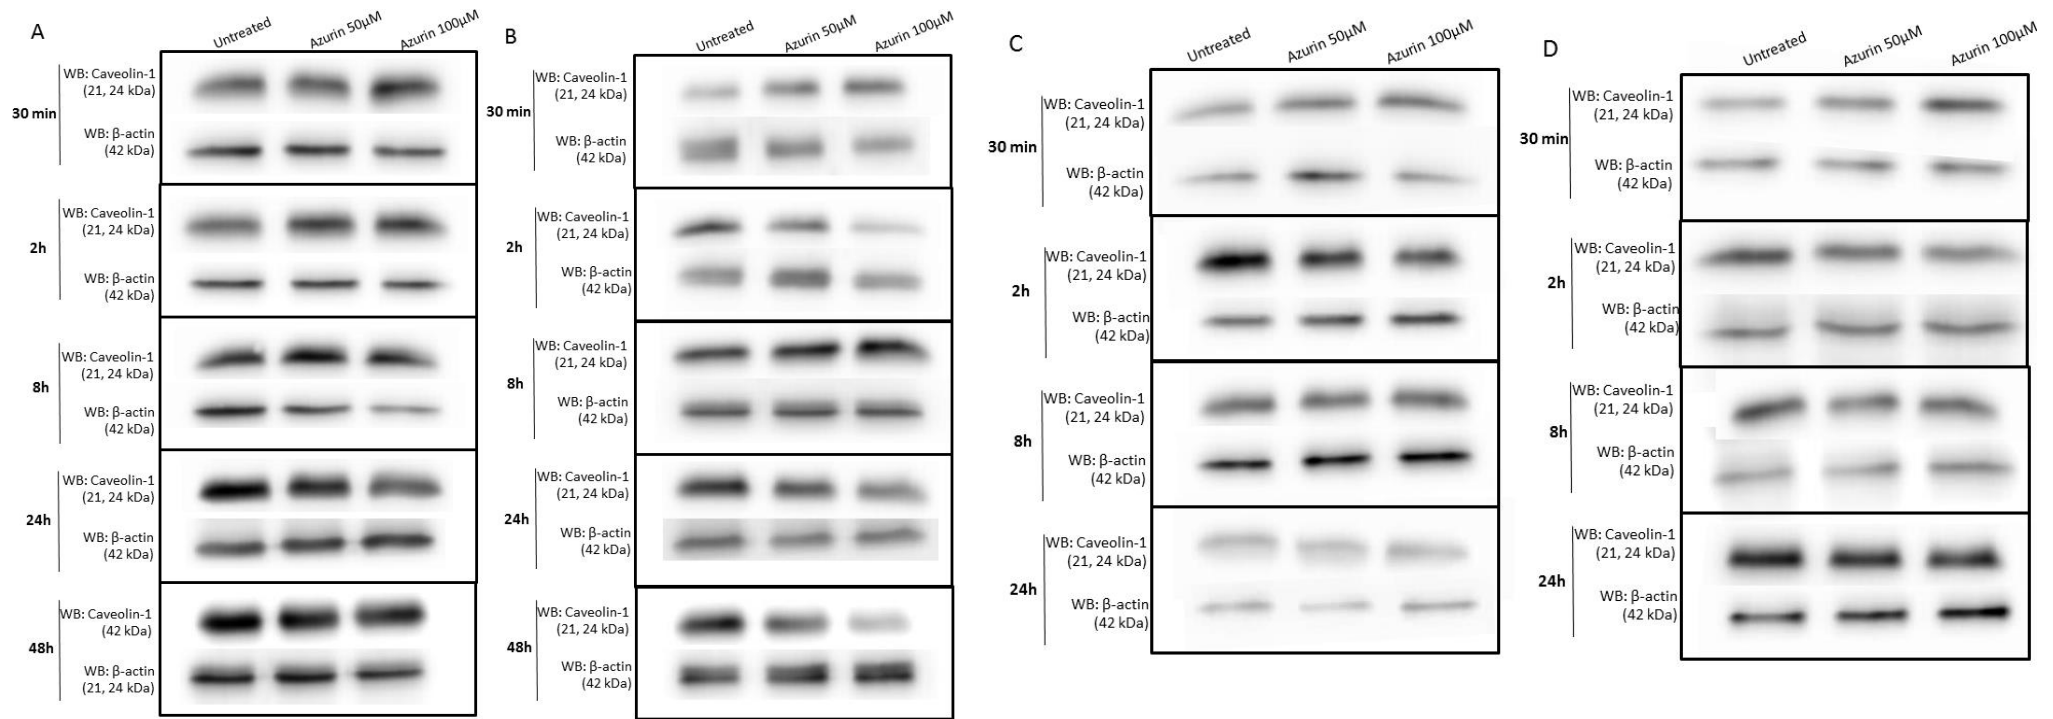 A
Untreated
Azurin 50µM
Azurin 100µM
30 min
WB: Caveolin-1
(21, 24 kDa)
WB: β-actin
(42 kDa)
2h
WB: Caveolin-1
(21, 24 kDa)
WB: β-actin
(42 kDa)
8h
WB: Caveolin-1
(21, 24 kDa)
WB: β-actin
(42 kDa)
24h
WB: Caveolin-1
(21, 24 kDa)
WB: β-actin
(42 kDa)
48h
WB: Caveolin-1
(42 kDa)
WB: β-actin
(21, 24 kDa)
B
Untreated
Azurin 50µM
Azurin 100µM
30 min
WB: Caveolin-1
(21, 24 kDa)
WB: β-actin
(42 kDa)
2h
WB: Caveolin-1
(21, 24 kDa)
WB: β-actin
(42 kDa)
8h
WB: Caveolin-1
(21, 24 kDa)
WB: β-actin
(42 kDa)
24h
WB: Caveolin-1
(21, 24 kDa)
WB: β-actin
(42 kDa)
48h
WB: Caveolin-1
(21, 24 kDa)
WB: β-actin
(42 kDa)
C
Untreated
Azurin 50µM
Azurin 100µM
30 min
WB: Caveolin-1
(21, 24 kDa)
WB: β-actin
(42 kDa)
2h
WB: Caveolin-1
(21, 24 kDa)
WB: β-actin
(42 kDa)
8h
WB: Caveolin-1
(21, 24 kDa)
WB: β-actin
(42 kDa)
24h
WB: Caveolin-1
(21, 24 kDa)
WB: β-actin
(42 kDa)
D
Untreated
Azurin 50µM
Azurin 100µM
30 min
WB: Caveolin-1
(21, 24 kDa)
WB: β-actin
(42 kDa)
2h
WB: Caveolin-1
(21, 24 kDa)
WB: β-actin
(42 kDa)
8h
WB: Caveolin-1
(21, 24 kDa)
WB: β-actin
(42 kDa)
24h
WB: Caveolin-1
(21, 24 kDa)
WB: β-actin
(42 kDa)